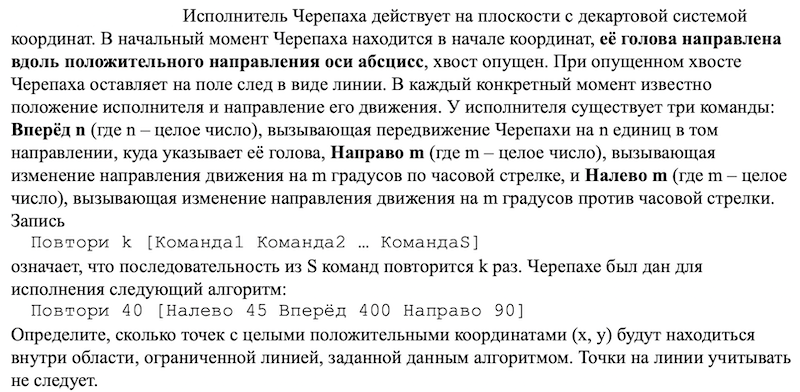 Исполнитель Черепаха действует на плоскости с декартовой системой
координат. В начальный момент Черепаха находится в начале координат, её голова направлена
вдоль положительного направления оси абсцисс, хвост опущен. При опущенном хвосте
Черепаха оставляет на поле след в виде линии. В каждый конкретный момент известно
положение исполнителя и направление его движения. У исполнителя существует три команды:
Вперёд n (где n – целое число), вызывающая передвижение Черепахи на n единиц в том
направлении, куда указывает её голова, Направо m (где m – целое число), вызывающая
изменение направления движения на m градусов по часовой стрелке, и Налево m (где m – целое
число), вызывающая изменение направления движения на m градусов против часовой стрелки.
Запись
Повтори k [Команда1 Команда2 … КомандаS]
означает, что последовательность из S команд повторится k раз. Черепахе был дан для
исполнения следующий алгоритм:
Повтори 40 [Налево 45 Вперёд 400 Направо 90]
Определите, сколько точек с целыми положительными координатами (x, y) будут находиться
внутри области, ограниченной линией, заданной данным алгоритмом. Точки на линии учитывать
не следует.